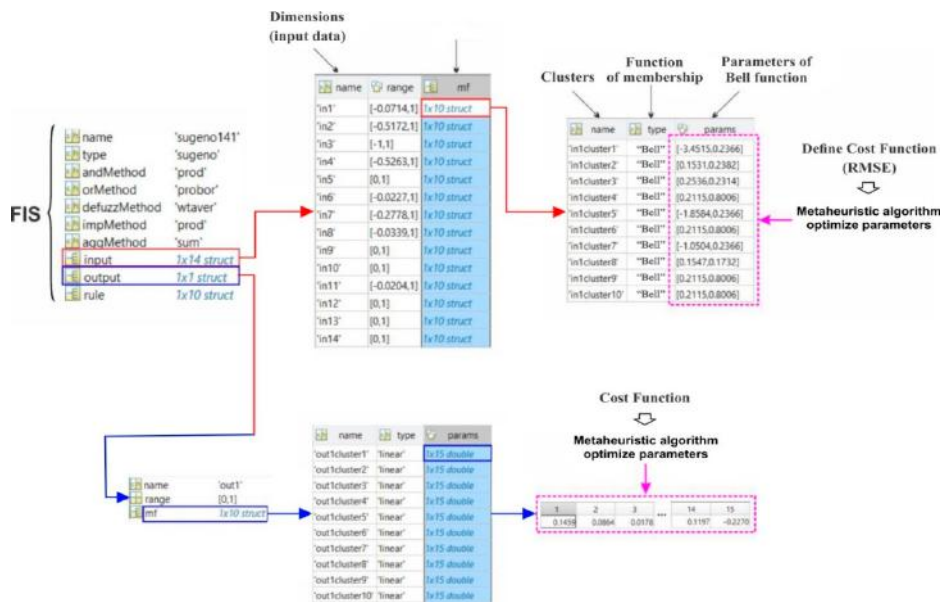 Dimensions
(input data)
name range mf
'in1' [-0.0714,1] 1x10 struct
'in2' [-0.5172,1] 1x10 struct
'in3' [-1,1] 1x10 struct
'in4' [-0.5263,1] 1x10 struct
'in5' [0,1] 1x10 struct
'in6' [-0.0227,1] 1x10 struct
'in7' [-0.2778,1] 1x10 struct
'in8' [-0.0339,1] 1x10 struct
'in9' [0,1] 1x10 struct
'in10' [0,1] 1x10 struct
'in11' [-0.0204,1] 1x10 struct
'in12' [0,1] 1x10 struct
'in13' [0,1] 1x10 struct
'in14' [0,1] 1x10 struct
FIS
name 'sugeno141'
type 'sugeno'
andMethod 'prod'
orMethod 'probor'
defuzzMethod 'wtaver'
impMethod 'prod'
aggMethod 'sum'
input 1x14 struct
output 1x1 struct
rule 1x10 struct
Clusters
Function
of membership
Parameters of
Bell function
name type params
'in1cluster1' "Bell" [-3.4515,0.2366]
'in1cluster2' "Bell" [0.1531,0.2382]
'in1cluster3' "Bell" [0.2536,0.2314]
'in1cluster4' "Bell" [0.2115,0.8006]
'in1cluster5' "Bell" [-1.8584,0.2366]
'in1cluster6' "Bell" [0.2115,0.8006]
'in1cluster7' "Bell" [-1.0504,0.2366]
'in1cluster8' "Bell" [0.1547,0.1732]
'in1cluster9' "Bell" [0.2115,0.8006]
'in1cluster10' "Bell" [0.2115,0.8006]
Define Cost Function
(RMSE)
Metaheuristic algorithm
optimize parameters
name 'out1'
range [0,1]
mf 1x10 struct
name type params
'out1cluster1' 'linear' 1x15 double
'out1cluster2' 'linear' 1x15 double
'out1cluster3' 'linear' 1x15 double
'out1cluster4' 'linear' 1x15 double
'out1cluster5' 'linear' 1x15 double
'out1cluster6' 'linear' 1x15 double
'out1cluster7' 'linear' 1x15 double
'out1cluster8' 'linear' 1x15 double
'out1cluster9' 'linear' 1x15 double
'out1cluster10' 'linear' 1x15 double
Cost Function
Metaheuristic algorithm
optimize parameters
1 2 3 ... 14 15
0.1459 0.0864 0.0178 0.1197 -0.2270